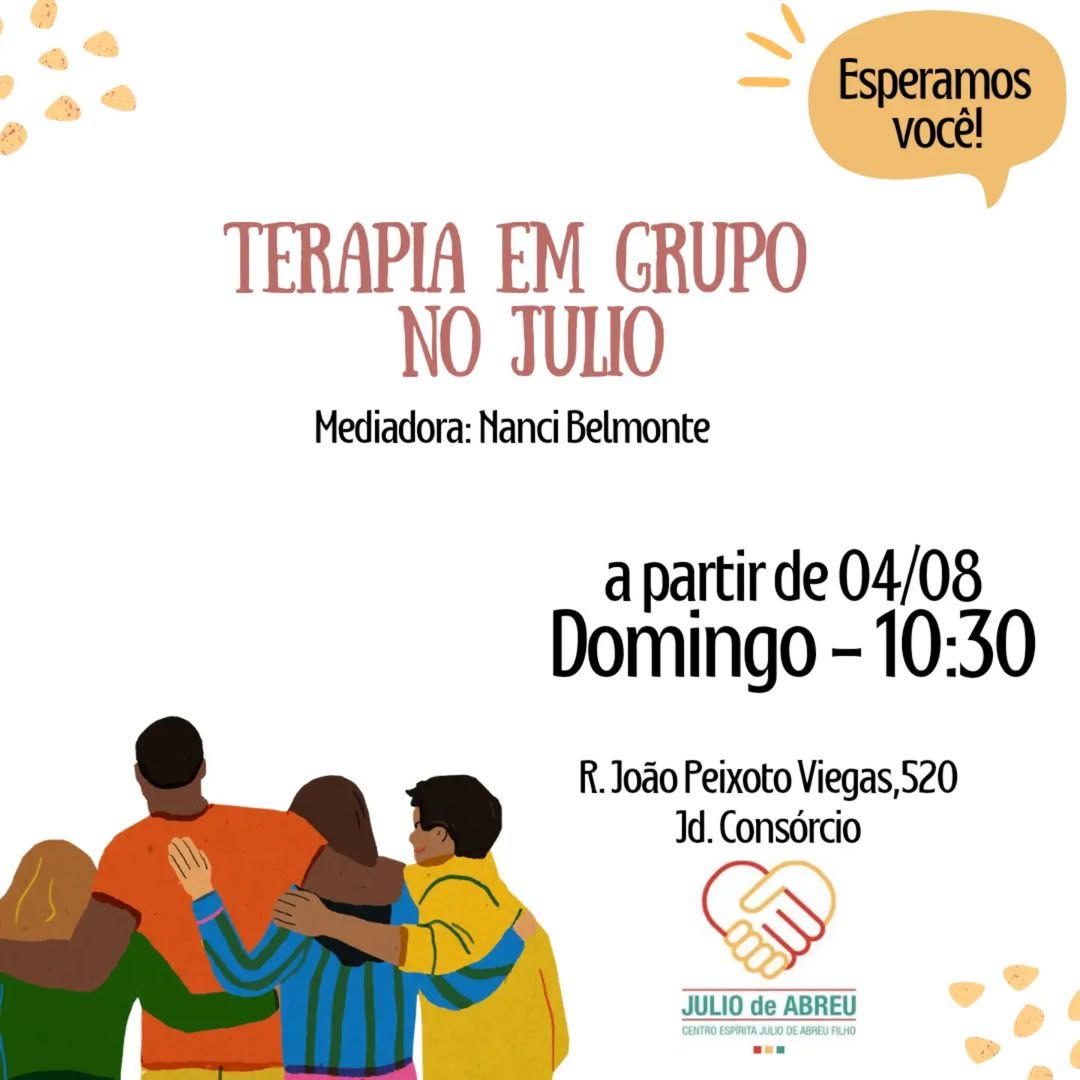 Esperamos
você!
TERAPIA EM GRUPO
NO JULIO
Mediadora: Nanci Belmonte
a partir de 04/08
Domingo – 10:30
R. João Peixoto Viegas,520
Jd. Consórcio
JULIO de ABREU
CENTRO ESPÍRITA JULIO DE ABREU FILHO